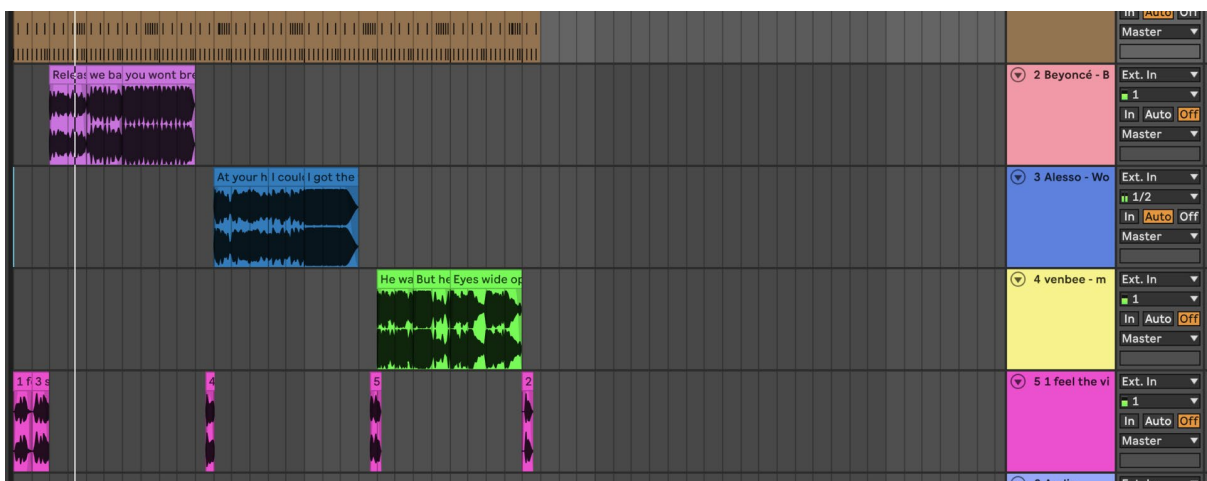 In Auto Off
Master
Releas we ba you wont bre
2 Beyoncé - B
Ext. In
1
In Auto Off
Master
At your h I coul I got the
3 Alesso - Wo
Ext. In
1/2
In Auto Off
Master
He wa But he Eyes wide op
4 venbee - m
Ext. In
1
In Auto Off
Master
1 f 3 s 4 5 2
5 1 feel the vi
Ext. In
1
In Auto Off
Master